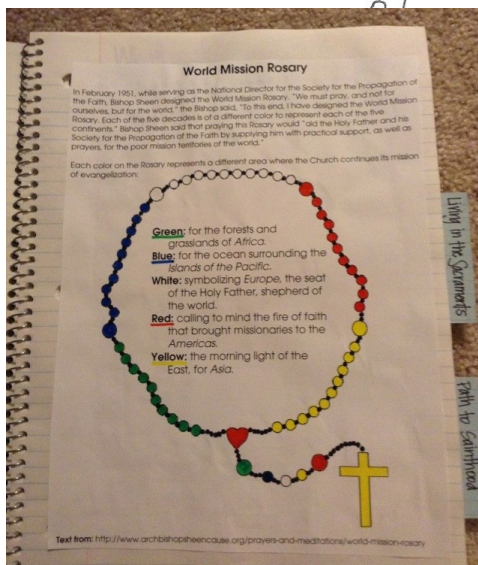 World Mission Rosary
In February 1951, while serving as the National Director for the Society for the Propagation of
the Faith, Bishop Sheen designed the World Mission Rosary. "We must pray, and not for
ourselves, but for the world," the Bishop said, "To this end, I have designed the World Mission
Rosary. Each of the five decades is of a different color to represent each of the five
continents." Bishop Sheen said that praying this Rosary would "aid the Holy Father and his
Society for the Propagation of the Faith by supplying him with practical support, as well as
prayers, for the poor mission territories of the world."
Each color on the Rosary represents a different area where the Church continues its mission
of evangelization:
Green: for the forests and
grasslands of Africa.
Blue: for the ocean surrounding the
Islands of the Pacific.
White: symbolizing Europe, the seat
of the Holy Father, shepherd of
the world.
Red: calling to mind the fire of faith
that brought missionaries to the
Americas.
Yellow: the morning light of the
East, for Asia.
Text from: http://www.archbishopsheencause.org/prayers-and-meditations/world-mission-rosary
Living in the Sacraments
Path to Sainthood